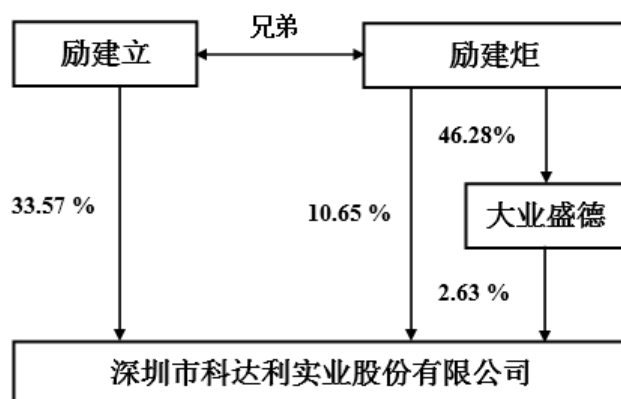 兄弟
励建立
励建炬
46.28%
33.57 %
10.65 %
大业盛德
2.63 %
深圳市科达利实业股份有限公司